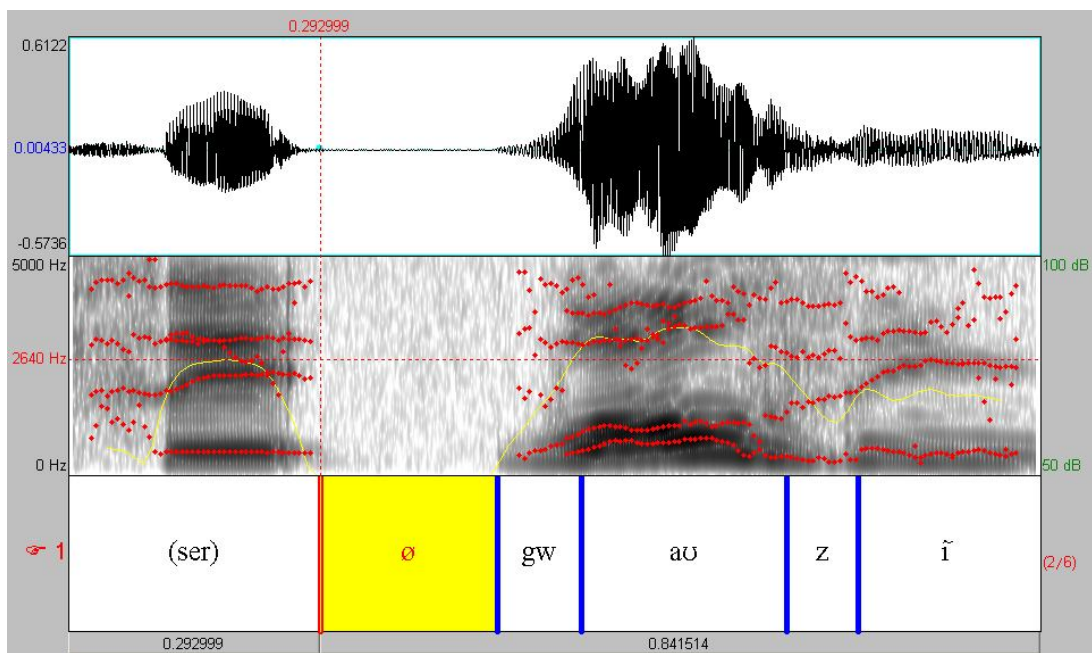 0.292999
0.6122
0.00433
-0.5736
5000 Hz
100 dB
2640 Hz
0 Hz
50 dB
☞ 1 (ser) ø gw aʊ z ĩ (2/6)
0.292999 0.841514